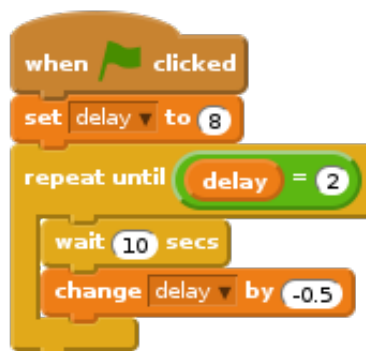 when clicked
set delay to 8
repeat until delay = 2
wait 10 secs
change delay by -0.5